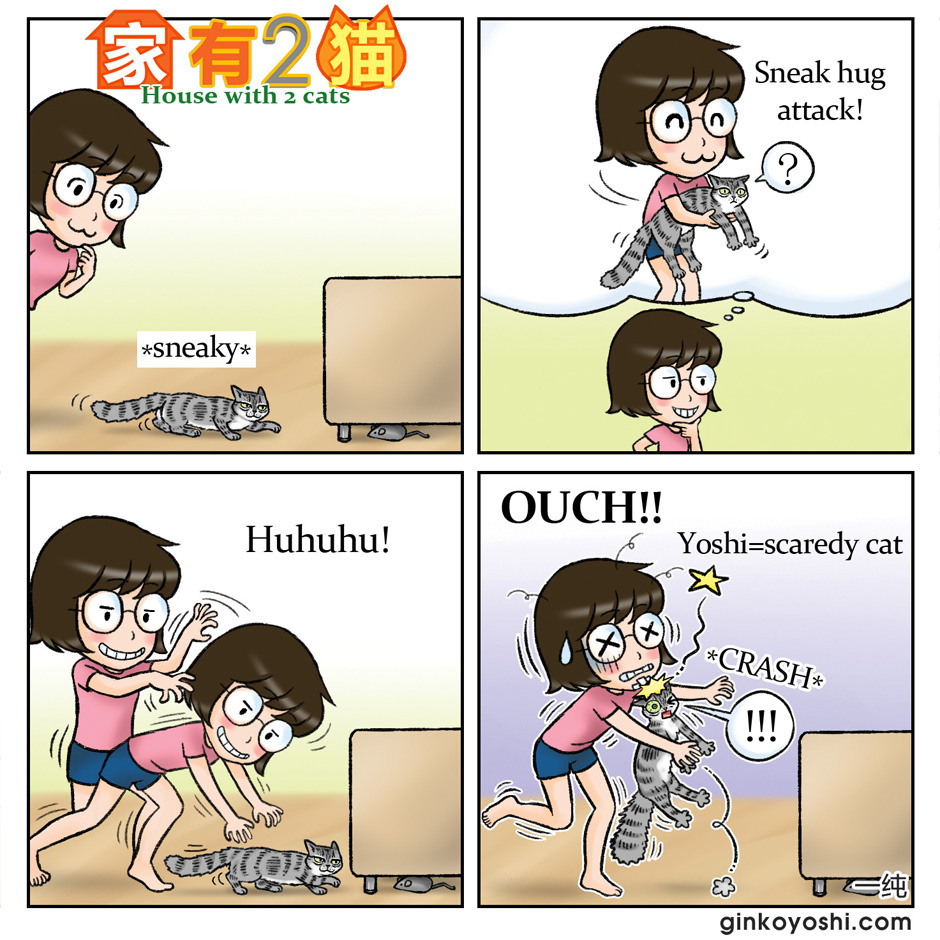 家有2猫
House with 2 cats
*sneaky*
Sneak hug
attack!
?
Huhuhu!
OUCH!!
Yoshi=scaredy cat
*CRASH*
!!!
一纯
ginkoyoshi.com